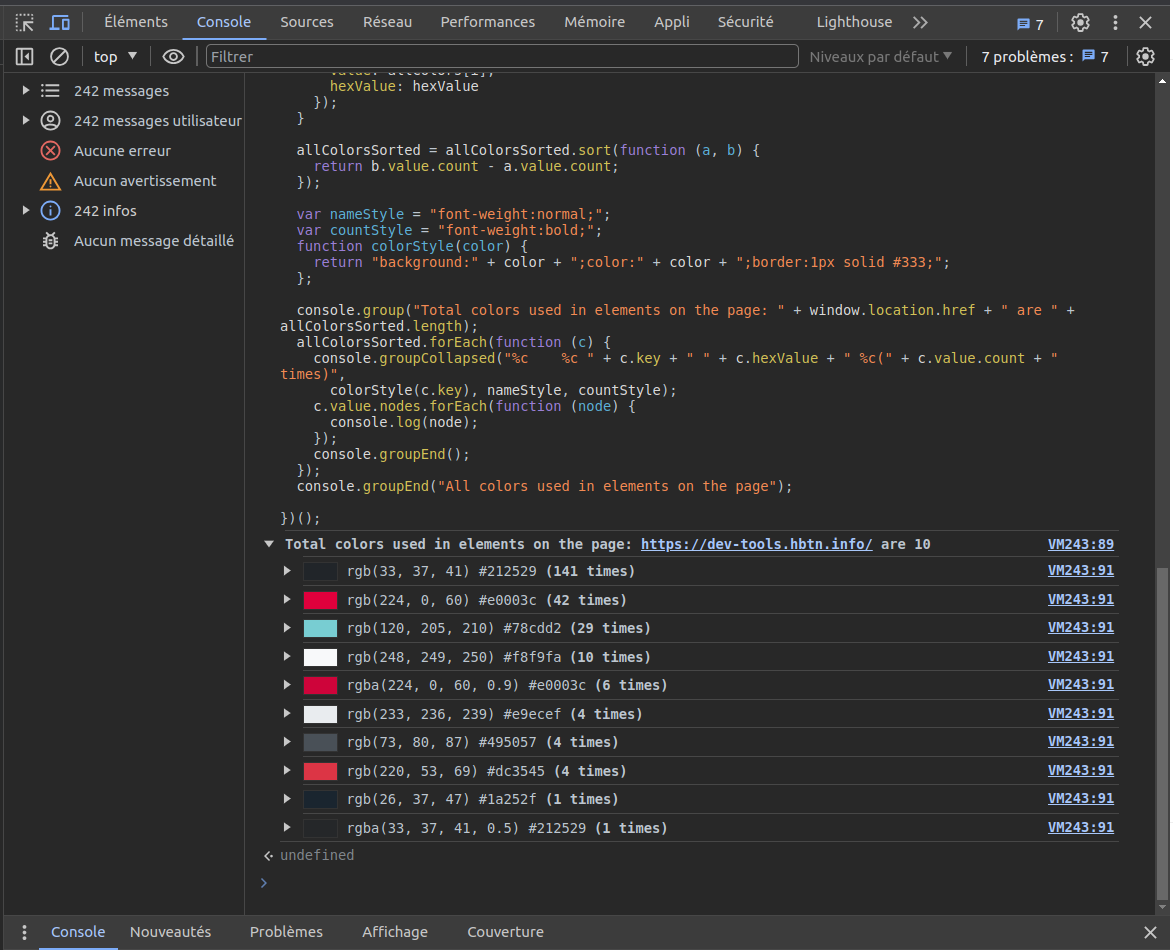 Éléments Console Sources Réseau Performances Mémoire Appli Sécurité Lighthouse 7
top Filtrer Niveaux par défaut 7 problèmes : 7
242 messages
242 messages utilisateur
Aucune erreur
Aucun avertissement
242 infos
Aucun message détaillé
value: allColors[i],
hexValue: hexValue
});
}
allColorsSorted = allColorsSorted.sort(function (a, b) {
return b.value.count - a.value.count;
});
var nameStyle = "font-weight:normal;";
var countStyle = "font-weight:bold;";
function colorStyle(color) {
return "background:" + color + ";color:" + color + ";border:1px solid #333;";
};
console.group("Total colors used in elements on the page: " + window.location.href + " are " +
allColorsSorted.length);
allColorsSorted.forEach(function (c) {
console.groupCollapsed("%c    %c " + c.key + " " + c.hexValue + " %c(" + c.value.count + "
times)",
colorStyle(c.key), nameStyle, countStyle);
c.value.nodes.forEach(function (node) {
console.log(node);
});
console.groupEnd();
});
console.groupEnd("All colors used in elements on the page");
})();
Total colors used in elements on the page: https://dev-tools.hbtn.info/ are 10 VM243:89
rgb(33, 37, 41) #212529 (141 times) VM243:91
rgb(224, 0, 60) #e0003c (42 times) VM243:91
rgb(120, 205, 210) #78cdd2 (29 times) VM243:91
rgb(248, 249, 250) #f8f9fa (10 times) VM243:91
rgba(224, 0, 60, 0.9) #e0003c (6 times) VM243:91
rgb(233, 236, 239) #e9ecef (4 times) VM243:91
rgb(73, 80, 87) #495057 (4 times) VM243:91
rgb(220, 53, 69) #dc3545 (4 times) VM243:91
rgb(26, 37, 47) #1a252f (1 times) VM243:91
rgba(33, 37, 41, 0.5) #212529 (1 times) VM243:91
undefined
Console Nouveautés Problèmes Affichage Couverture